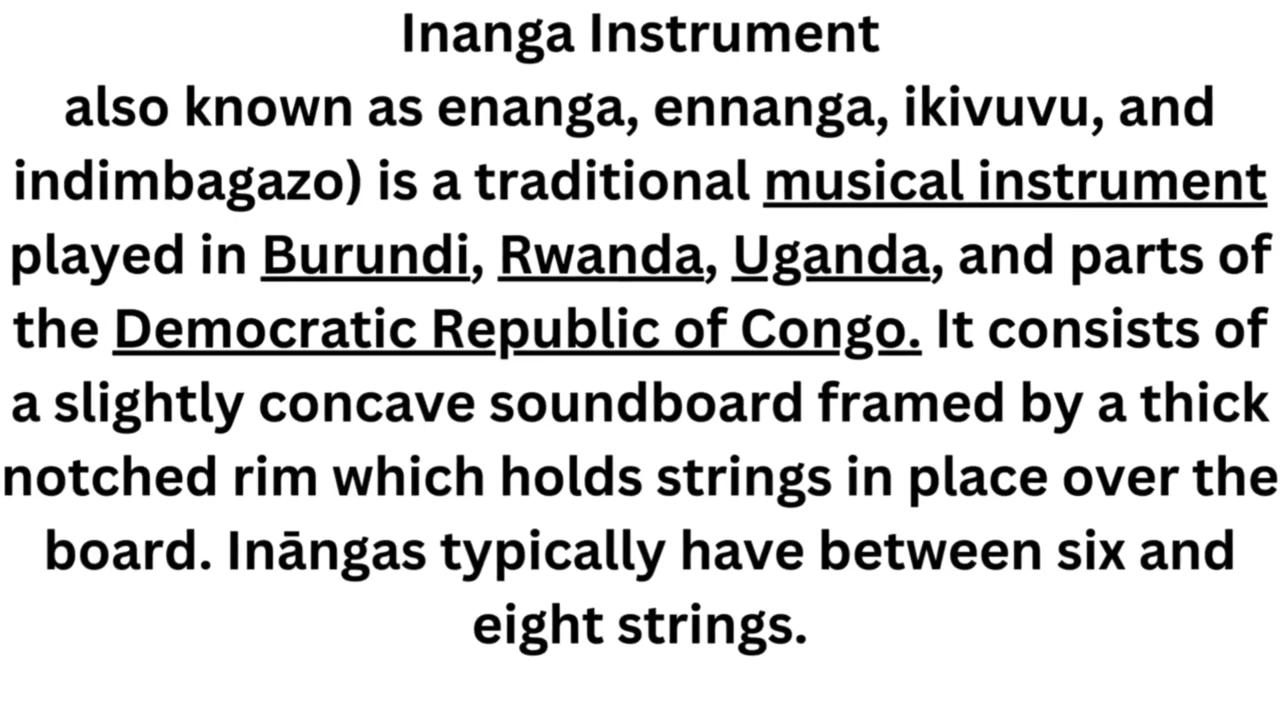 Inanga Instrument
also known as enanga, ennanga, ikivuvu, and
indimbagazo) is a traditional musical instrument
played in Burundi, Rwanda, Uganda, and parts of
the Democratic Republic of Congo. It consists of
a slightly concave soundboard framed by a thick
notched rim which holds strings in place over the
board. Ināngas typically have between six and
eight strings.